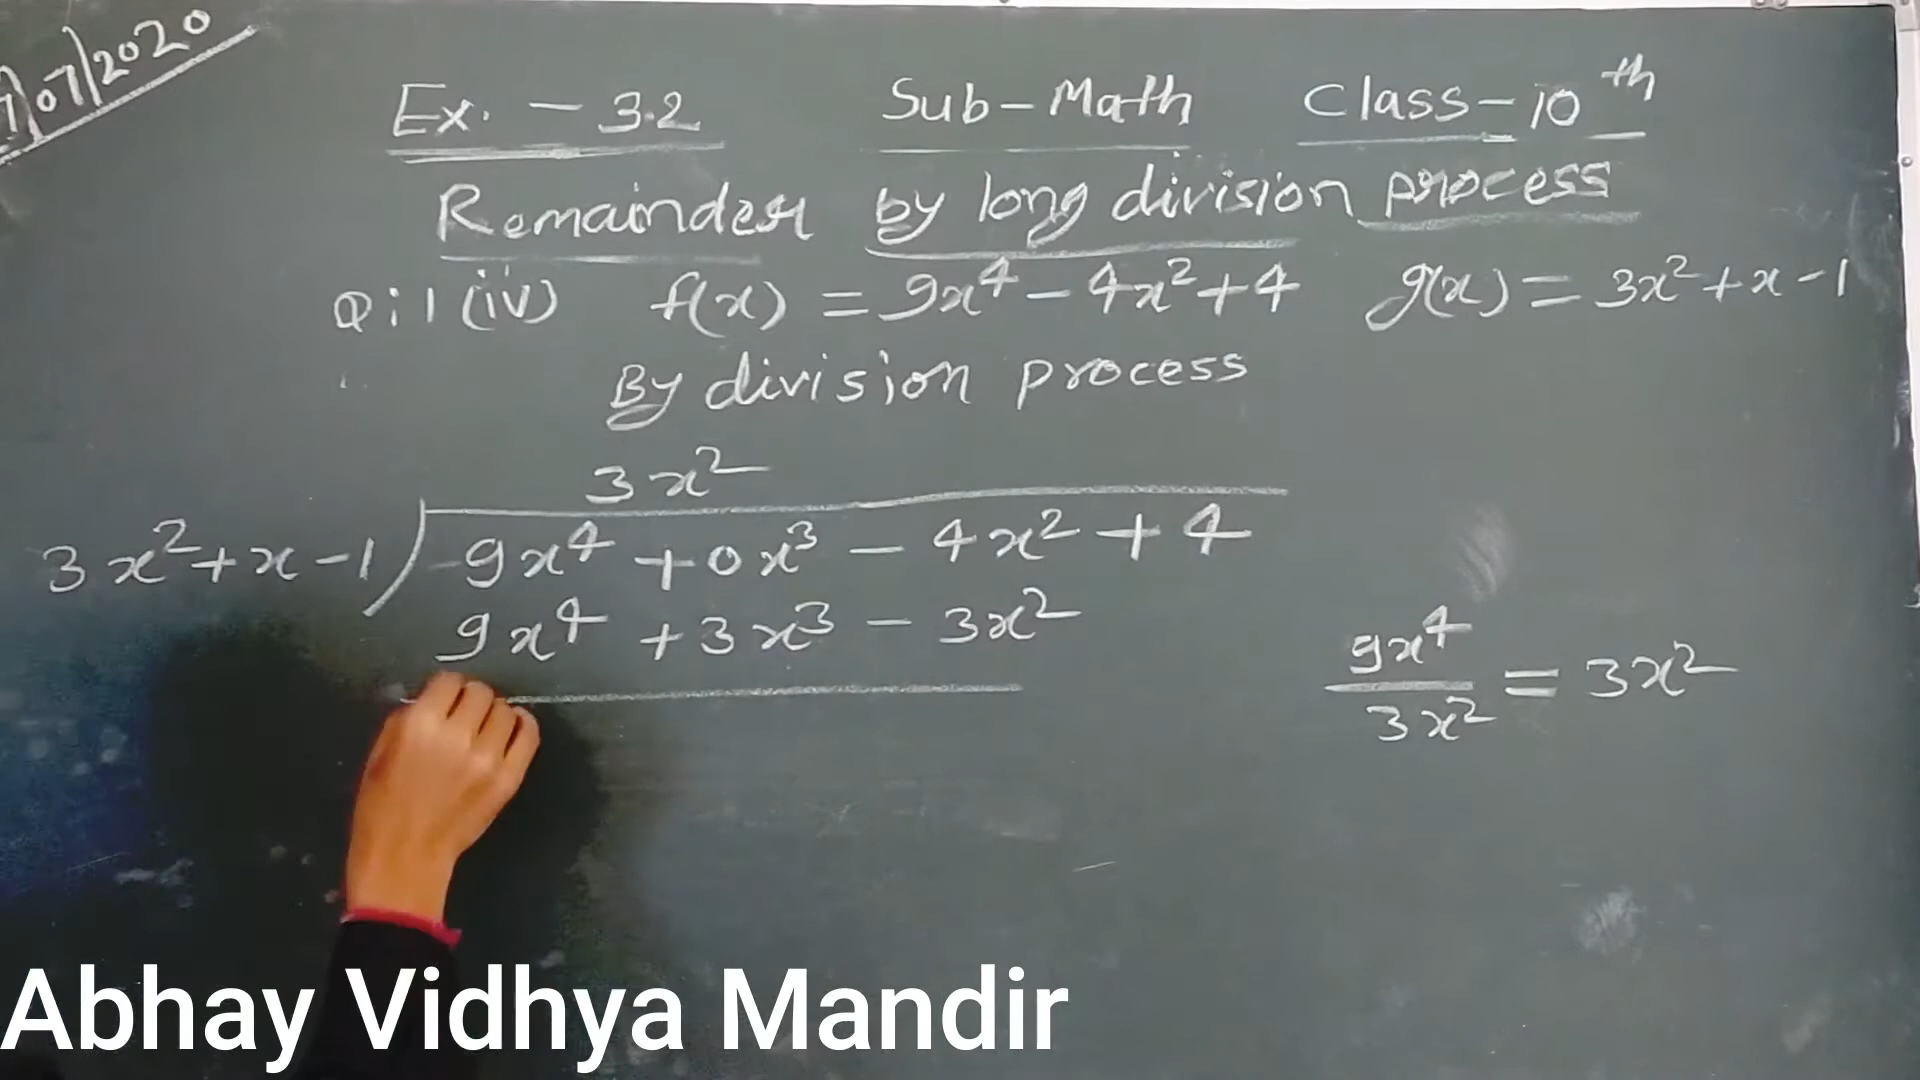 /07/2020
Ex. - 3.2 Sub-Math Class-10th
Remainder by long division process
Q:1 (iv) f(x) = 9x⁴ - 4x² + 4 g(x) = 3x² + x - 1
By division process
3x²
3x² + x - 1 ) 9x⁴ + 0x³ - 4x² + 4
9x⁴ + 3x³ - 3x²
9x⁴/3x² = 3x²
Abhay Vidhya Mandir